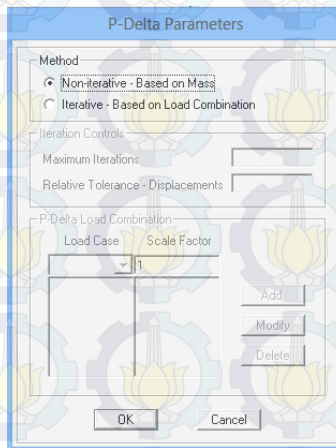 P-Delta Parameters
Method
Non-iterative - Based on Mass
Iterative - Based on Load Combination
Iteration Controls
Maximum Iterations
Relative Tolerance - Displacements
P-Delta Load Combination
Load Case Scale Factor
1
Add
Modify
Delete
OK Cancel